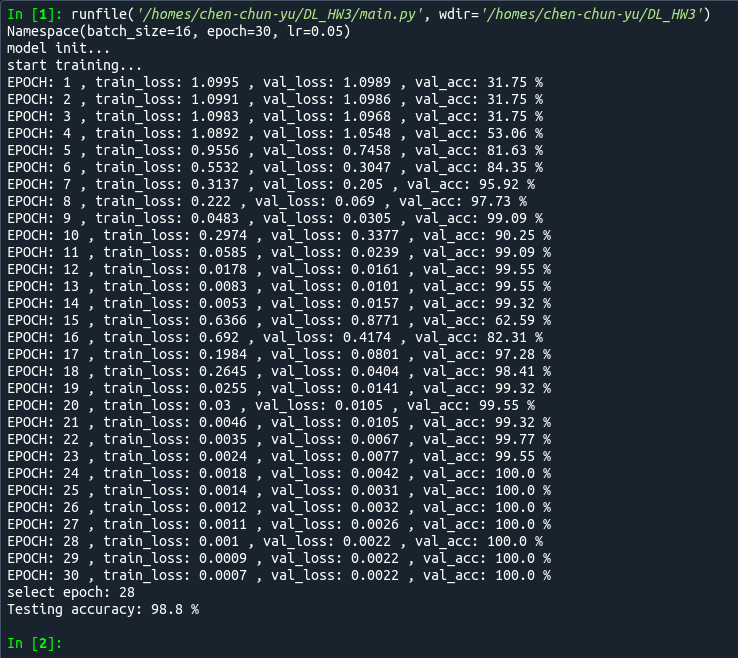 In [1]: runfile('/homes/chen-chun-yu/DL_HW3/main.py', wdir='/homes/chen-chun-yu/DL_HW3')
Namespace(batch_size=16, epoch=30, lr=0.05)
model init...
start training...
EPOCH: 1 , train_loss: 1.0995 , val_loss: 1.0989 , val_acc: 31.75 %
EPOCH: 2 , train_loss: 1.0991 , val_loss: 1.0986 , val_acc: 31.75 %
EPOCH: 3 , train_loss: 1.0983 , val_loss: 1.0968 , val_acc: 31.75 %
EPOCH: 4 , train_loss: 1.0892 , val_loss: 1.0548 , val_acc: 53.06 %
EPOCH: 5 , train_loss: 0.9556 , val_loss: 0.7458 , val_acc: 81.63 %
EPOCH: 6 , train_loss: 0.5532 , val_loss: 0.3047 , val_acc: 84.35 %
EPOCH: 7 , train_loss: 0.3137 , val_loss: 0.205 , val_acc: 95.92 %
EPOCH: 8 , train_loss: 0.222 , val_loss: 0.069 , val_acc: 97.73 %
EPOCH: 9 , train_loss: 0.0483 , val_loss: 0.0305 , val_acc: 99.09 %
EPOCH: 10 , train_loss: 0.2974 , val_loss: 0.3377 , val_acc: 90.25 %
EPOCH: 11 , train_loss: 0.0585 , val_loss: 0.0239 , val_acc: 99.09 %
EPOCH: 12 , train_loss: 0.0178 , val_loss: 0.0161 , val_acc: 99.55 %
EPOCH: 13 , train_loss: 0.0083 , val_loss: 0.0101 , val_acc: 99.55 %
EPOCH: 14 , train_loss: 0.0053 , val_loss: 0.0157 , val_acc: 99.32 %
EPOCH: 15 , train_loss: 0.6366 , val_loss: 0.8771 , val_acc: 62.59 %
EPOCH: 16 , train_loss: 0.692 , val_loss: 0.4174 , val_acc: 82.31 %
EPOCH: 17 , train_loss: 0.1984 , val_loss: 0.0801 , val_acc: 97.28 %
EPOCH: 18 , train_loss: 0.2645 , val_loss: 0.0404 , val_acc: 98.41 %
EPOCH: 19 , train_loss: 0.0255 , val_loss: 0.0141 , val_acc: 99.32 %
EPOCH: 20 , train_loss: 0.03 , val_loss: 0.0105 , val_acc: 99.55 %
EPOCH: 21 , train_loss: 0.0046 , val_loss: 0.0105 , val_acc: 99.32 %
EPOCH: 22 , train_loss: 0.0035 , val_loss: 0.0067 , val_acc: 99.77 %
EPOCH: 23 , train_loss: 0.0024 , val_loss: 0.0077 , val_acc: 99.55 %
EPOCH: 24 , train_loss: 0.0018 , val_loss: 0.0042 , val_acc: 100.0 %
EPOCH: 25 , train_loss: 0.0014 , val_loss: 0.0031 , val_acc: 100.0 %
EPOCH: 26 , train_loss: 0.0012 , val_loss: 0.0032 , val_acc: 100.0 %
EPOCH: 27 , train_loss: 0.0011 , val_loss: 0.0026 , val_acc: 100.0 %
EPOCH: 28 , train_loss: 0.001 , val_loss: 0.0022 , val_acc: 100.0 %
EPOCH: 29 , train_loss: 0.0009 , val_loss: 0.0022 , val_acc: 100.0 %
EPOCH: 30 , train_loss: 0.0007 , val_loss: 0.0022 , val_acc: 100.0 %
select epoch: 28
Testing accuracy: 98.8 %
In [2]: